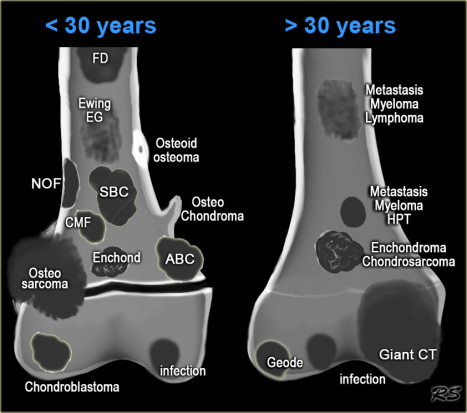 < 30 years
> 30 years
FD
Ewing
EG
Osteoid
osteoma
NOF
SBC
Osteo
Chondroma
CMF
Enchond
ABC
Osteo
sarcoma
Chondroblastoma
infection
Metastasis
Myeloma
Lymphoma
Metastasis
Myeloma
HPT
Enchondroma
Chondrosarcoma
Geode
Giant CT
infection
RS